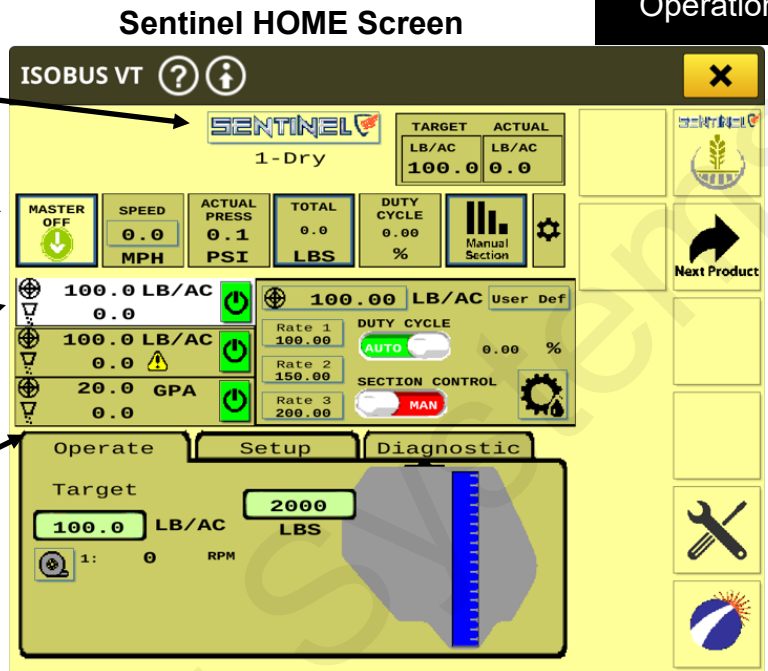 Operation
Sentinel HOME Screen
ISOBUS VT ? i
SENTINEL
1-Dry
TARGET ACTUAL
LB/AC LB/AC
100.0 0.0
SENTINEL
MASTER OFF
SPEED
0.0
MPH
ACTUAL PRESS
0.1
PSI
TOTAL
0.0
LBS
DUTY CYCLE
0.00
%
Manual Section
Next Product
100.0 LB/AC
0.0
100.0 LB/AC
0.0
20.0 GPA
0.0
100.00 LB/AC User Def
Rate 1
100.00
Rate 2
150.00
Rate 3
200.00
DUTY CYCLE
AUTO 0.00 %
SECTION CONTROL
MAN
Operate Setup Diagnostic
Target
100.0 LB/AC
2000
LBS
1: 0 RPM